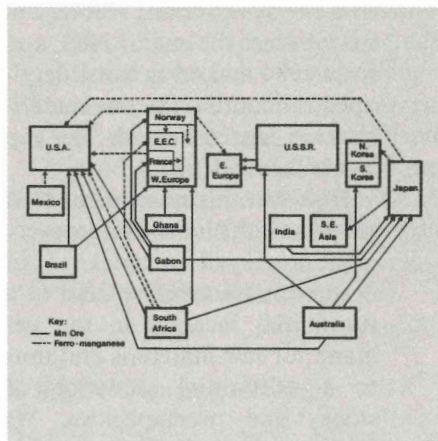 Norway
U.S.A.
E.E.C.
U.S.S.R.
N. Korea
France
E. Europe
S. Korea
W. Europe
Japan
Mexico
Ghana
India
S.E. Asia
Brazil
Gabon
South Africa
Australia
Key:
Mn Ore
Ferro-manganese